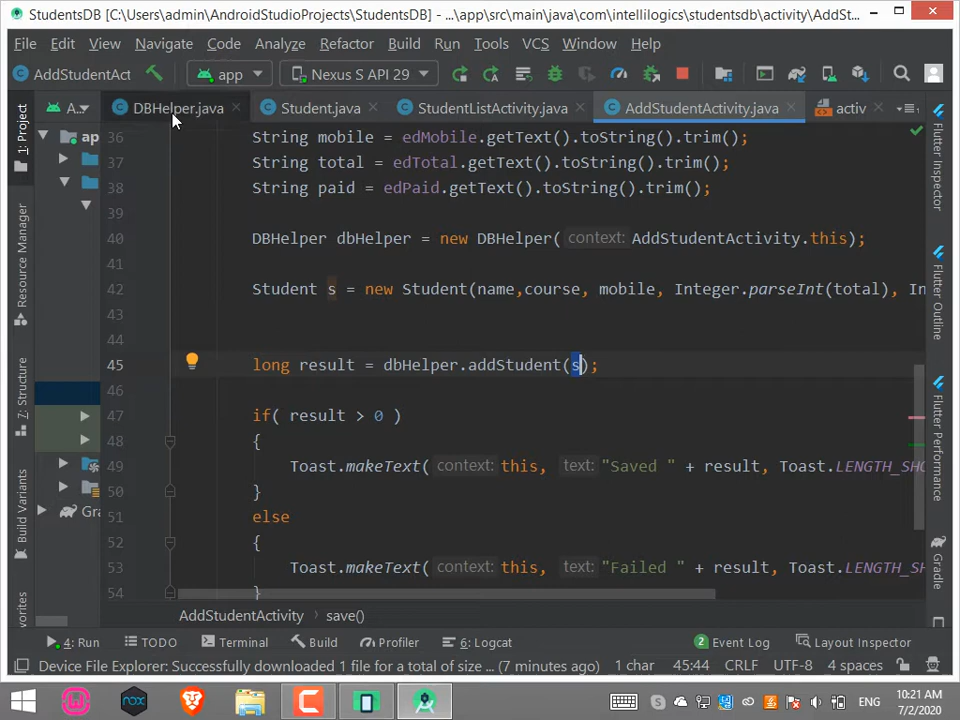 StudentsDB [C:\Users\admin\AndroidStudioProjects\StudentsDB] - ...\app\src\main\java\com\intellilogics\studentsdb\activity\AddSt...
File Edit View Navigate Code Analyze Refactor Build Run Tools VCS Window Help
AddStudentAct app Nexus S API 29
A... DBHelper.java Student.java StudentListActivity.java AddStudentActivity.java activ
ap
Gra
1: Project
Resource Manager
7: Structure
Build Variants
vorites
36 String mobile = edMobile.getText().toString().trim();
37 String total = edTotal.getText().toString().trim();
38 String paid = edPaid.getText().toString().trim();
39
40 DBHelper dbHelper = new DBHelper( context: AddStudentActivity.this);
41
42 Student s = new Student(name,course, mobile, Integer.parseInt(total), In
43
44
45 long result = dbHelper.addStudent(s);
46
47 if( result > 0 )
48 {
49 Toast.makeText( context: this, text: "Saved " + result, Toast.LENGTH_SHO
50 }
51 else
52 {
53 Toast.makeText( context: this, text: "Failed " + result, Toast.LENGTH_SH
54 }
Flutter Inspector
Flutter Outline
Flutter Performance
Gradle
AddStudentActivity save()
4: Run TODO Terminal Build Profiler 6: Logcat 2 Event Log Layout Inspector
Device File Explorer: Successfully downloaded 1 file for a total of size ... (7 minutes ago) 1 char 45:44 CRLF UTF-8 4 spaces
nox ENG 10:21 AM
7/2/2020